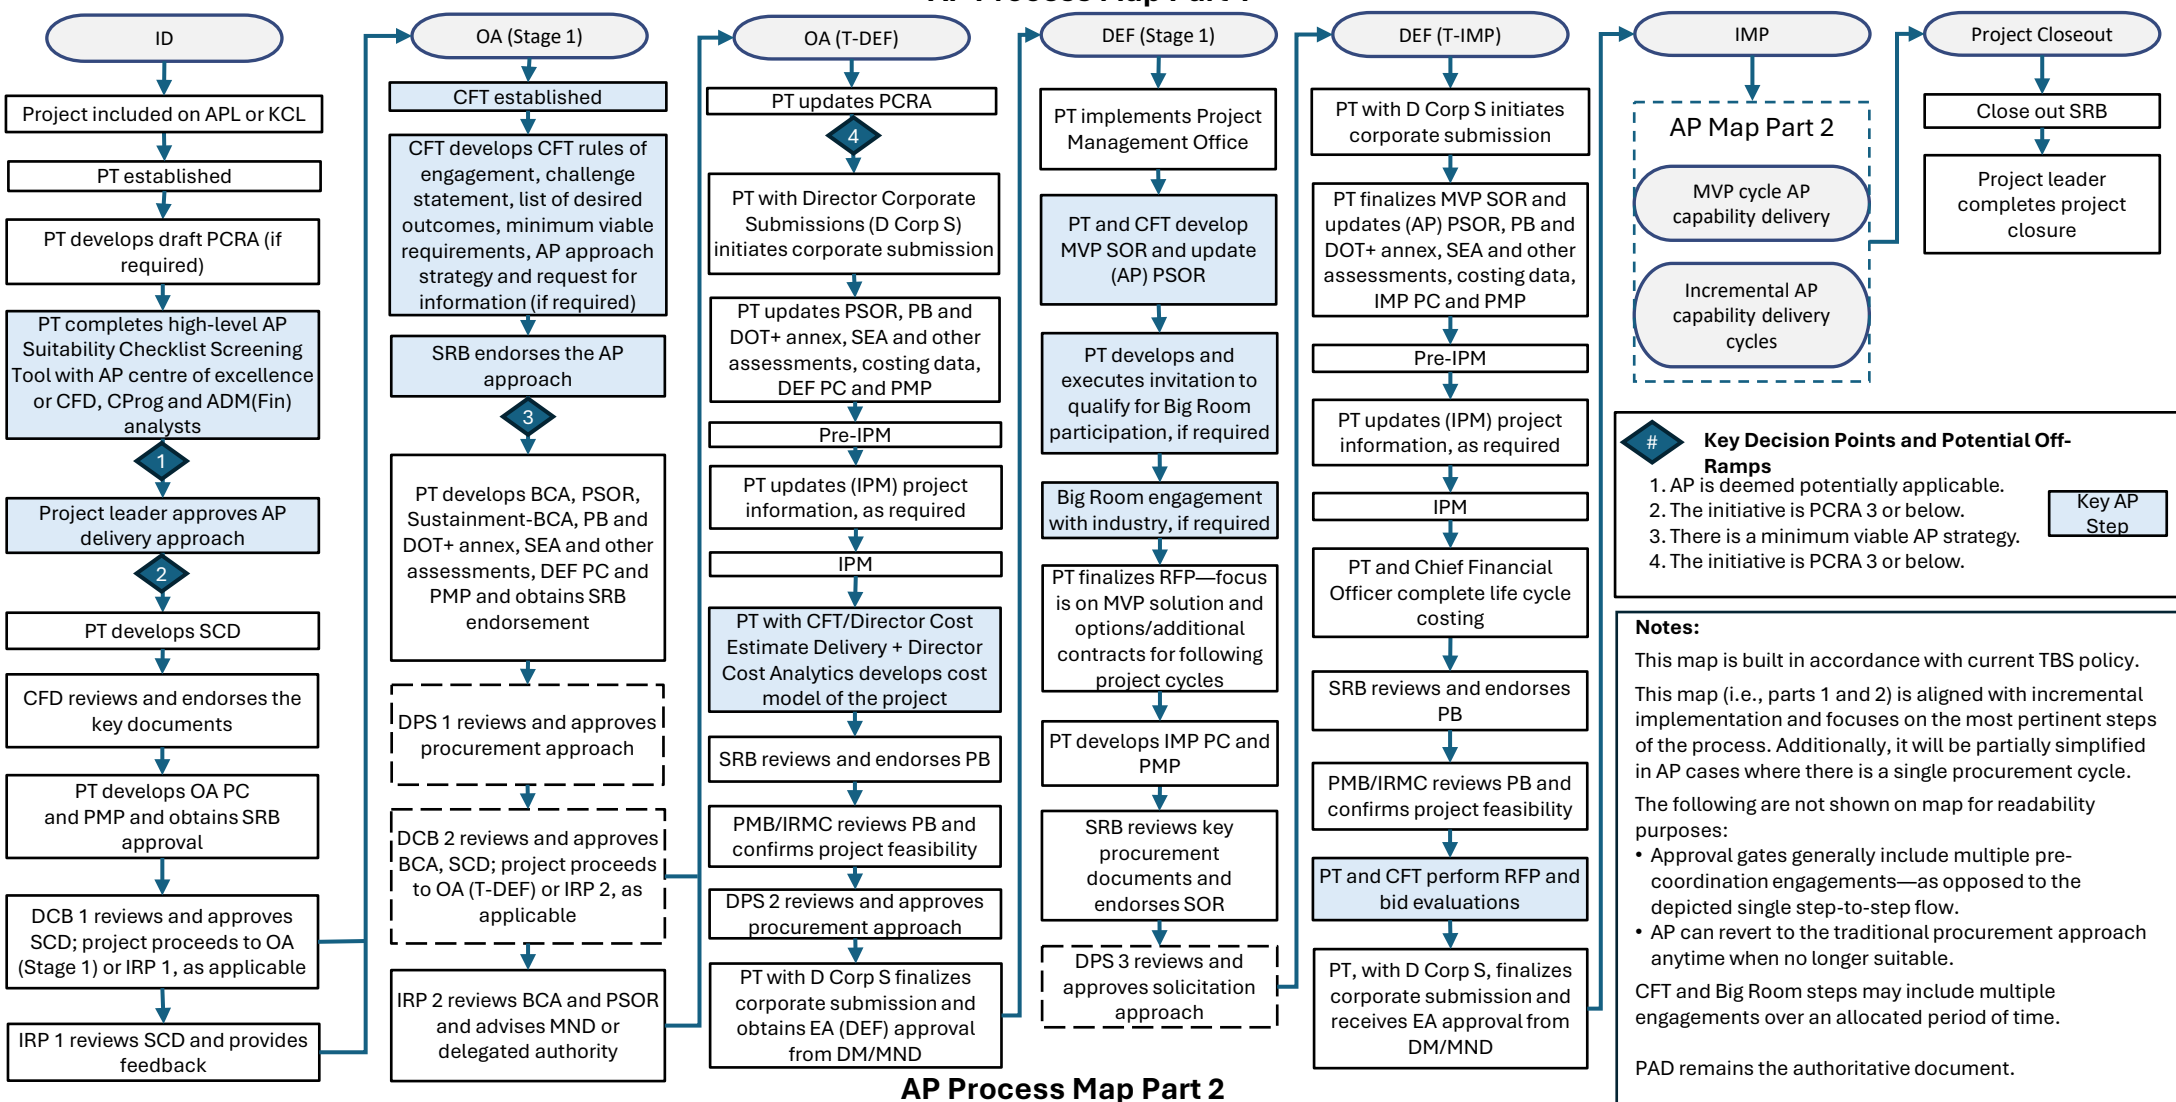 AP Process Map Part 1
ID
Project included on APL or KCL
PT established
PT develops draft PCRA (if
required)
PT completes high-level AP
Suitability Checklist Screening
Tool with AP centre of excellence
or CFD, CProg and ADM(Fin)
analysts
1
Project leader approves AP
delivery approach
2
PT develops SCD
CFD reviews and endorses the
key documents
PT develops OA PC
and PMP and obtains SRB
approval
DCB 1 reviews and approves
SCD; project proceeds to OA
(Stage 1) or IRP 1, as applicable
IRP 1 reviews SCD and provides
feedback
OA (Stage 1)
CFT established
CFT develops CFT rules of
engagement, challenge
statement, list of desired
outcomes, minimum viable
requirements, AP approach
strategy and request for
information (if required)
SRB endorses the AP
approach
3
PT develops BCA, PSOR,
Sustainment-BCA, PB and
DOT+ annex, SEA and other
assessments, DEF PC and
PMP and obtains SRB
endorsement
DPS 1 reviews and approves
procurement approach
DCB 2 reviews and approves
BCA, SCD; project proceeds
to OA (T-DEF) or IRP 2, as
applicable
IRP 2 reviews BCA and PSOR
and advises MND or
delegated authority
OA (T-DEF)
PT updates PCRA
4
PT with Director Corporate
Submissions (D Corp S)
initiates corporate submission
PT updates PSOR, PB and
DOT+ annex, SEA and other
assessments, costing data,
DEF PC and PMP
Pre-IPM
PT updates (IPM) project
information, as required
IPM
PT with CFT/Director Cost
Estimate Delivery + Director
Cost Analytics develops cost
model of the project
SRB reviews and endorses PB
PMB/IRMC reviews PB and
confirms project feasibility
DPS 2 reviews and approves
procurement approach
PT with D Corp S finalizes
corporate submission and
obtains EA (DEF) approval
from DM/MND
DEF (Stage 1)
PT implements Project
Management Office
PT and CFT develop
MVP SOR and update
(AP) PSOR
PT develops and
executes invitation to
qualify for Big Room
participation, if required
Big Room engagement
with industry, if required
PT finalizes RFP—focus
is on MVP solution and
options/additional
contracts for following
project cycles
PT develops IMP PC and
PMP
SRB reviews key
procurement
documents and
endorses SOR
DPS 3 reviews and
approves solicitation
approach
DEF (T-IMP)
PT with D Corp S initiates
corporate submission
PT finalizes MVP SOR and
updates (AP) PSOR, PB and
DOT+ annex, SEA and other
assessments, costing data,
IMP PC and PMP
Pre-IPM
PT updates (IPM) project
information, as required
IPM
PT and Chief Financial
Officer complete life cycle
costing
SRB reviews and endorses
PB
PMB/IRMC reviews PB and
confirms project feasibility
PT and CFT perform RFP and
bid evaluations
PT, with D Corp S, finalizes
corporate submission and
receives EA approval from
DM/MND
IMP
AP Map Part 2
MVP cycle AP
capability delivery
Incremental AP
capability delivery
cycles
Project Closeout
Close out SRB
Project leader
completes project
closure
#
Key Decision Points and Potential Off-
Ramps
1. AP is deemed potentially applicable.
2. The initiative is PCRA 3 or below.
3. There is a minimum viable AP strategy.
4. The initiative is PCRA 3 or below.
Key AP
Step
Notes:
This map is built in accordance with current TBS policy.
This map (i.e., parts 1 and 2) is aligned with incremental
implementation and focuses on the most pertinent steps
of the process. Additionally, it will be partially simplified
in AP cases where there is a single procurement cycle.
The following are not shown on map for readability
purposes:
• Approval gates generally include multiple pre-
coordination engagements—as opposed to the
depicted single step-to-step flow.
• AP can revert to the traditional procurement approach
anytime when no longer suitable.
CFT and Big Room steps may include multiple
engagements over an allocated period of time.
PAD remains the authoritative document.
AP Process Map Part 2